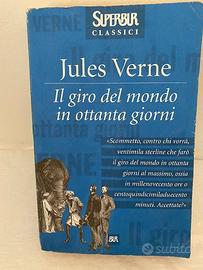 SUPERBUR
CLASSICI
Jules Verne
Il giro del mondo
in ottanta giorni
«Scommetto, contro chi vorrà,
ventimila sterline che farò
il giro del mondo in ottanta
giorni al massimo, ossia
in millenovecento ore o
centoquindicimiladuecento
minuti. Accettate?»
BUR
subito